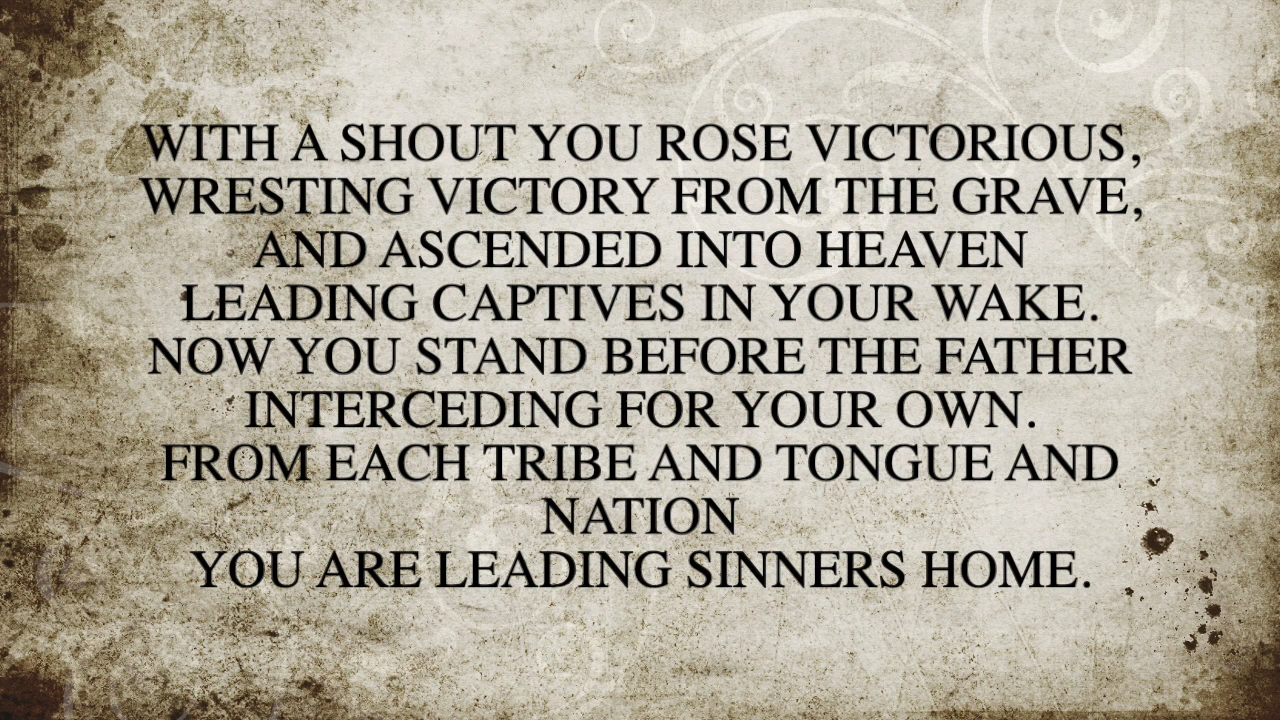 WITH A SHOUT YOU ROSE VICTORIOUS,
WRESTING VICTORY FROM THE GRAVE,
AND ASCENDED INTO HEAVEN
LEADING CAPTIVES IN YOUR WAKE.
NOW YOU STAND BEFORE THE FATHER
INTERCEDING FOR YOUR OWN.
FROM EACH TRIBE AND TONGUE AND
NATION
YOU ARE LEADING SINNERS HOME.